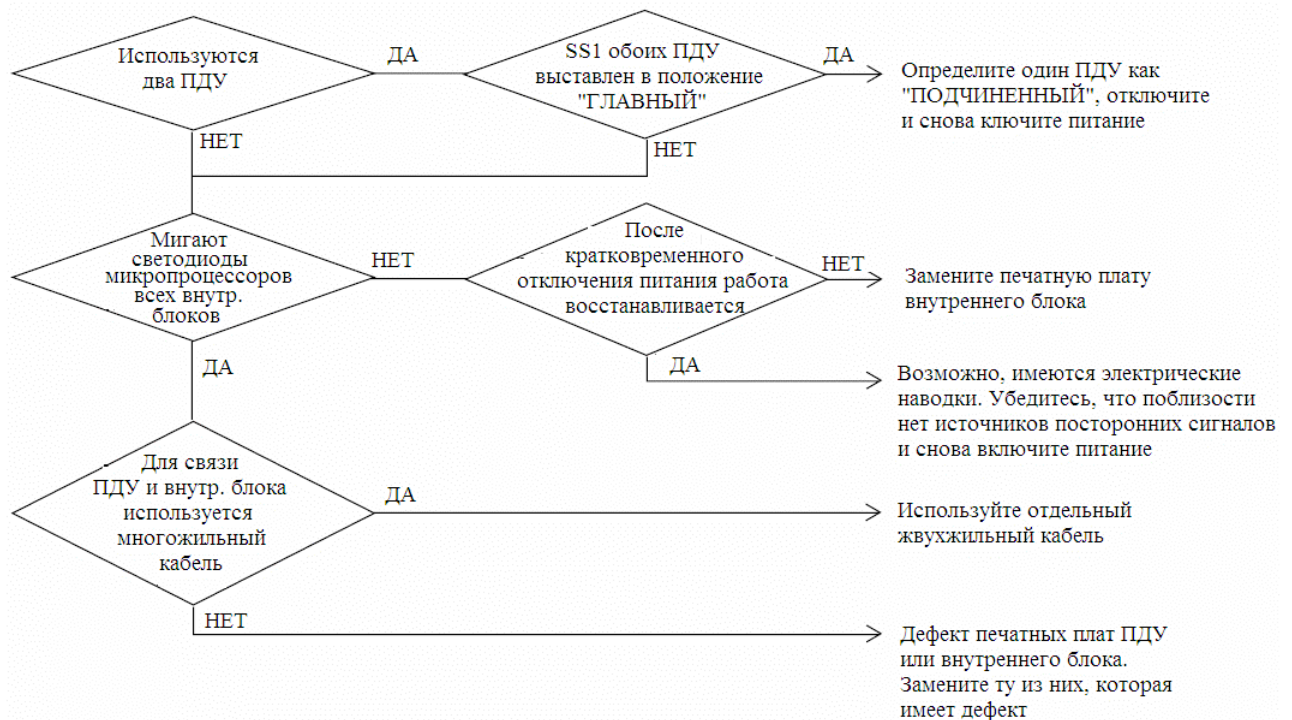 Используются
два ПДУ
ДА
SS1 обоих ПДУ
выставлен в положение
"ГЛАВНЫЙ"
ДА
Определите один ПДУ как
"ПОДЧИНЕННЫЙ", отключите
и снова ключите питание
НЕТ
НЕТ
Мигают
светодиоды
микропроцессоров
всех внутр.
блоков
НЕТ
После
кратковременного
отключения питания работа
восстанавливается
НЕТ
Замените печатную плату
внутреннего блока
ДА
ДА
Возможно, имеются электрические
наводки. Убедитесь, что поблизости
нет источников посторонних сигналов
и снова включите питание
Для связи
ПДУ и внутр. блока
используется
многожильный
кабель
ДА
Используйте отдельный
жвухжильный кабель
НЕТ
Дефект печатных плат ПДУ
или внутреннего блока.
Замените ту из них, которая
имеет дефект